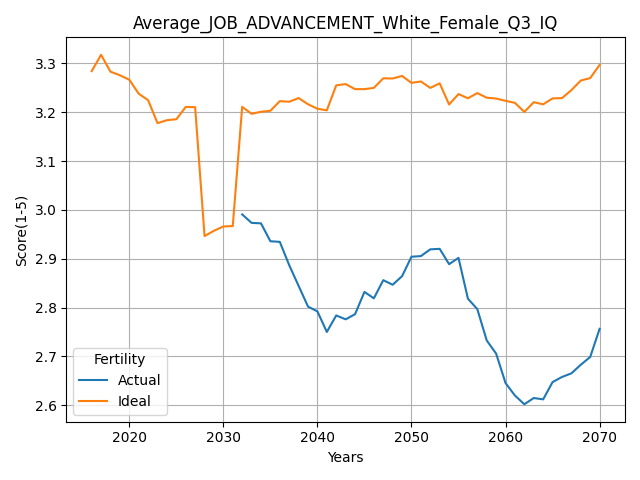 Average_JOB_ADVANCEMENT_White_Female_Q3_IQ
3.3
3.2
3.1
3.0
2.9
2.8
2.7
2.6
Score(1-5)
Fertility
Actual
Ideal
2020 2030 2040 2050 2060 2070
Years